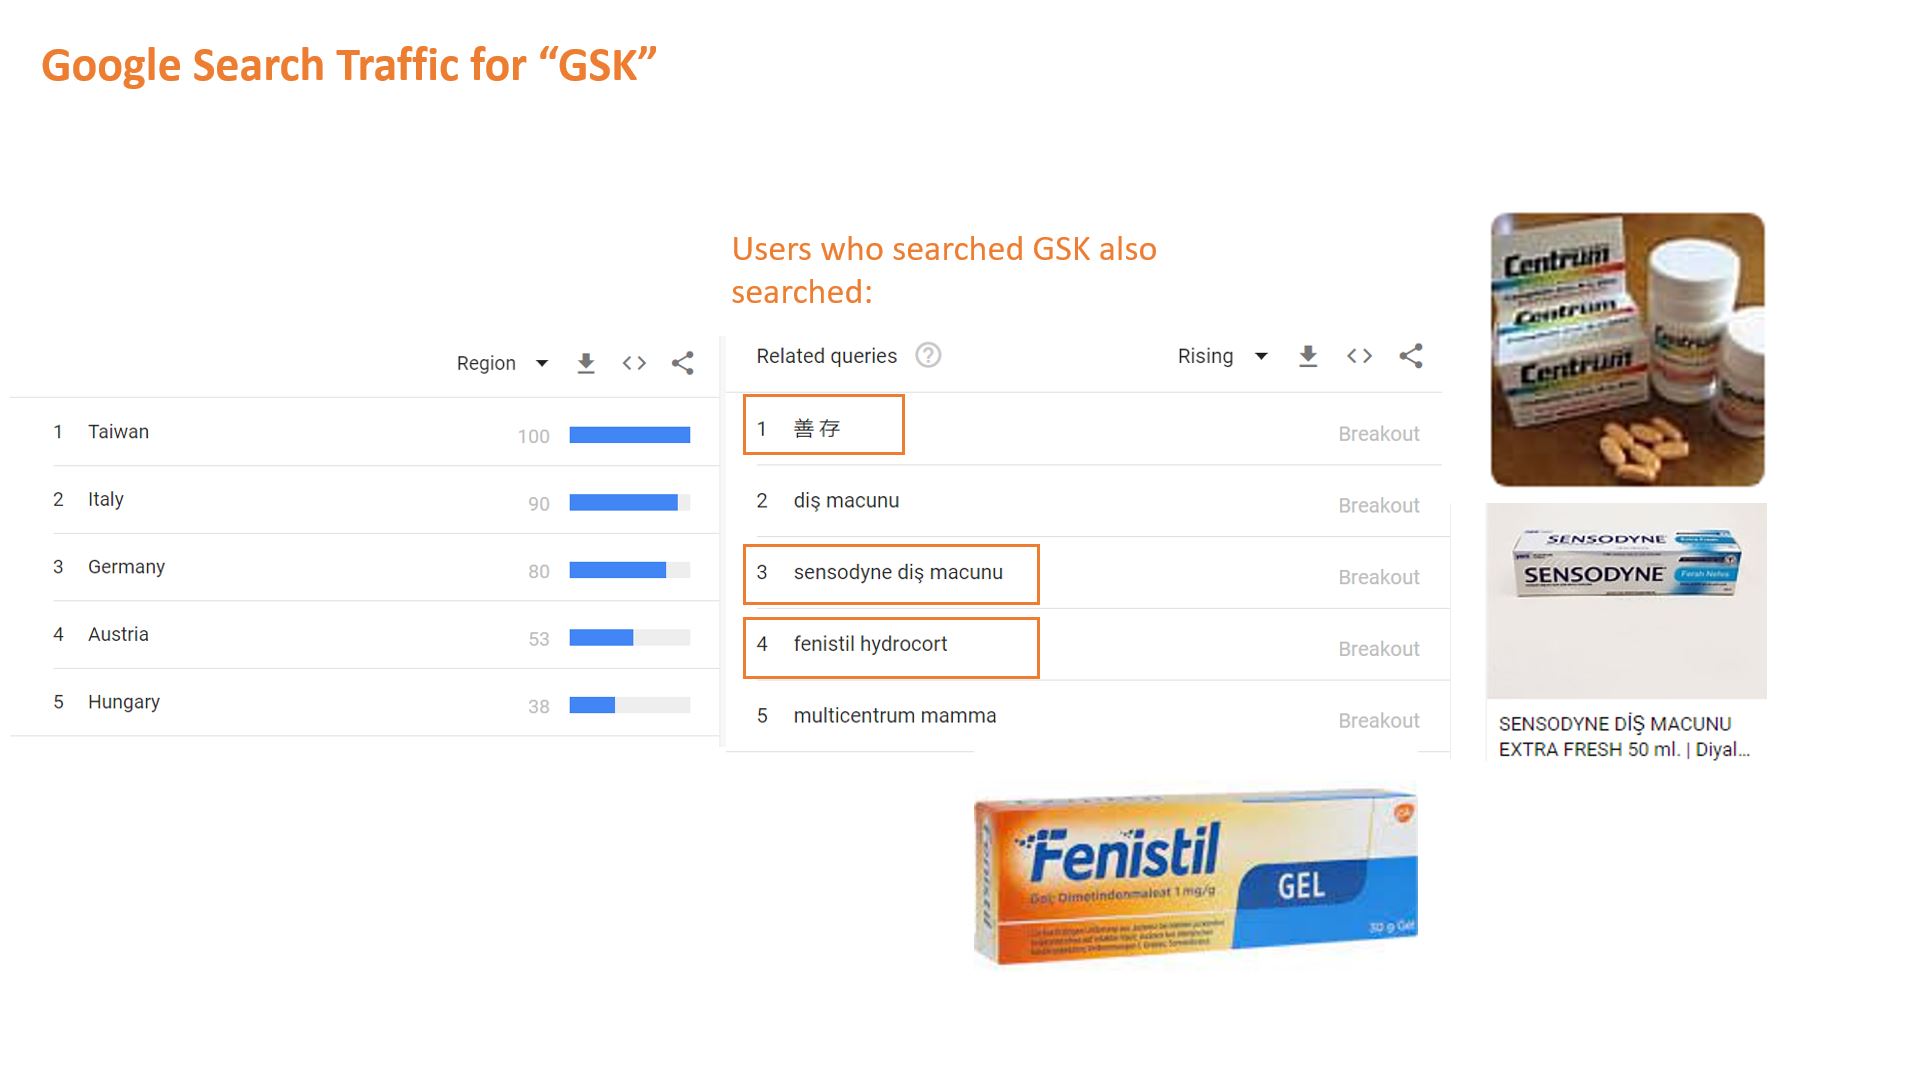 Google Search Traffic for “GSK”
Users who searched GSK also
searched:
Region
1 Taiwan 100
2 Italy 90
3 Germany 80
4 Austria 53
5 Hungary 38
Related queries
Rising
1 善存 Breakout
2 diş macunu Breakout
3 sensodyne diş macunu Breakout
4 fenistil hydrocort Breakout
5 multicentrum mamma Breakout
Centrum
Centrum
Centrum
Centrum
SENSODYNE
SENSODYNE
SENSODYNE DİŞ MACUNU
EXTRA FRESH 50 ml. | Diyal...
Fenistil
Gel; Dimetindenmaleat 1 mg/g
GEL
30 g Gel
Fenistil